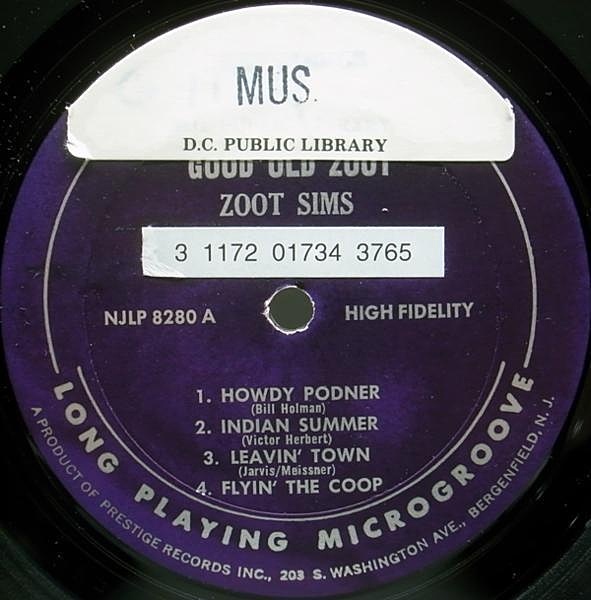 MUS.
D.C. PUBLIC LIBRARY
GOOD OLD ZOOT
ZOOT SIMS
3 1172 01734 3765
NJLP 8280 A
HIGH FIDELITY
1. HOWDY PODNER
(Bill Holman)
2. INDIAN SUMMER
(Victor Herbert)
3. LEAVIN' TOWN
(Jarvis/Meissner)
4. FLYIN' THE COOP
LONG PLAYING MICROGROOVE
A PRODUCT OF PRESTIGE RECORDS INC., 203 S. WASHINGTON AVE., BERGENFIELD, N. J.